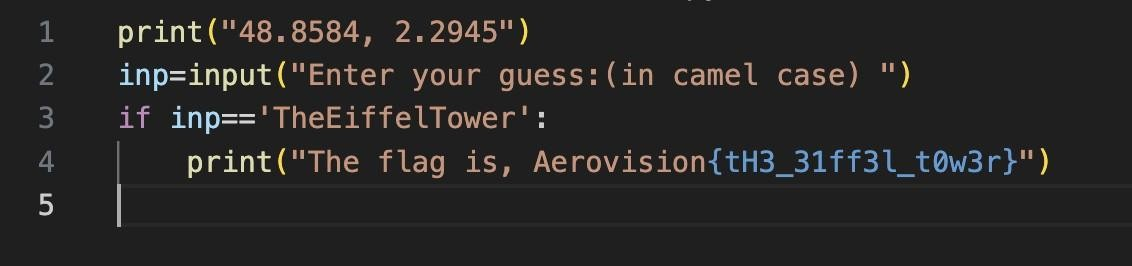 1 print("48.8584, 2.2945")
2 inp=input("Enter your guess:(in camel case) ")
3 if inp=='TheEiffelTower':
4     print("The flag is, Aerovision{tH3_31ff3l_t0w3r}")
5